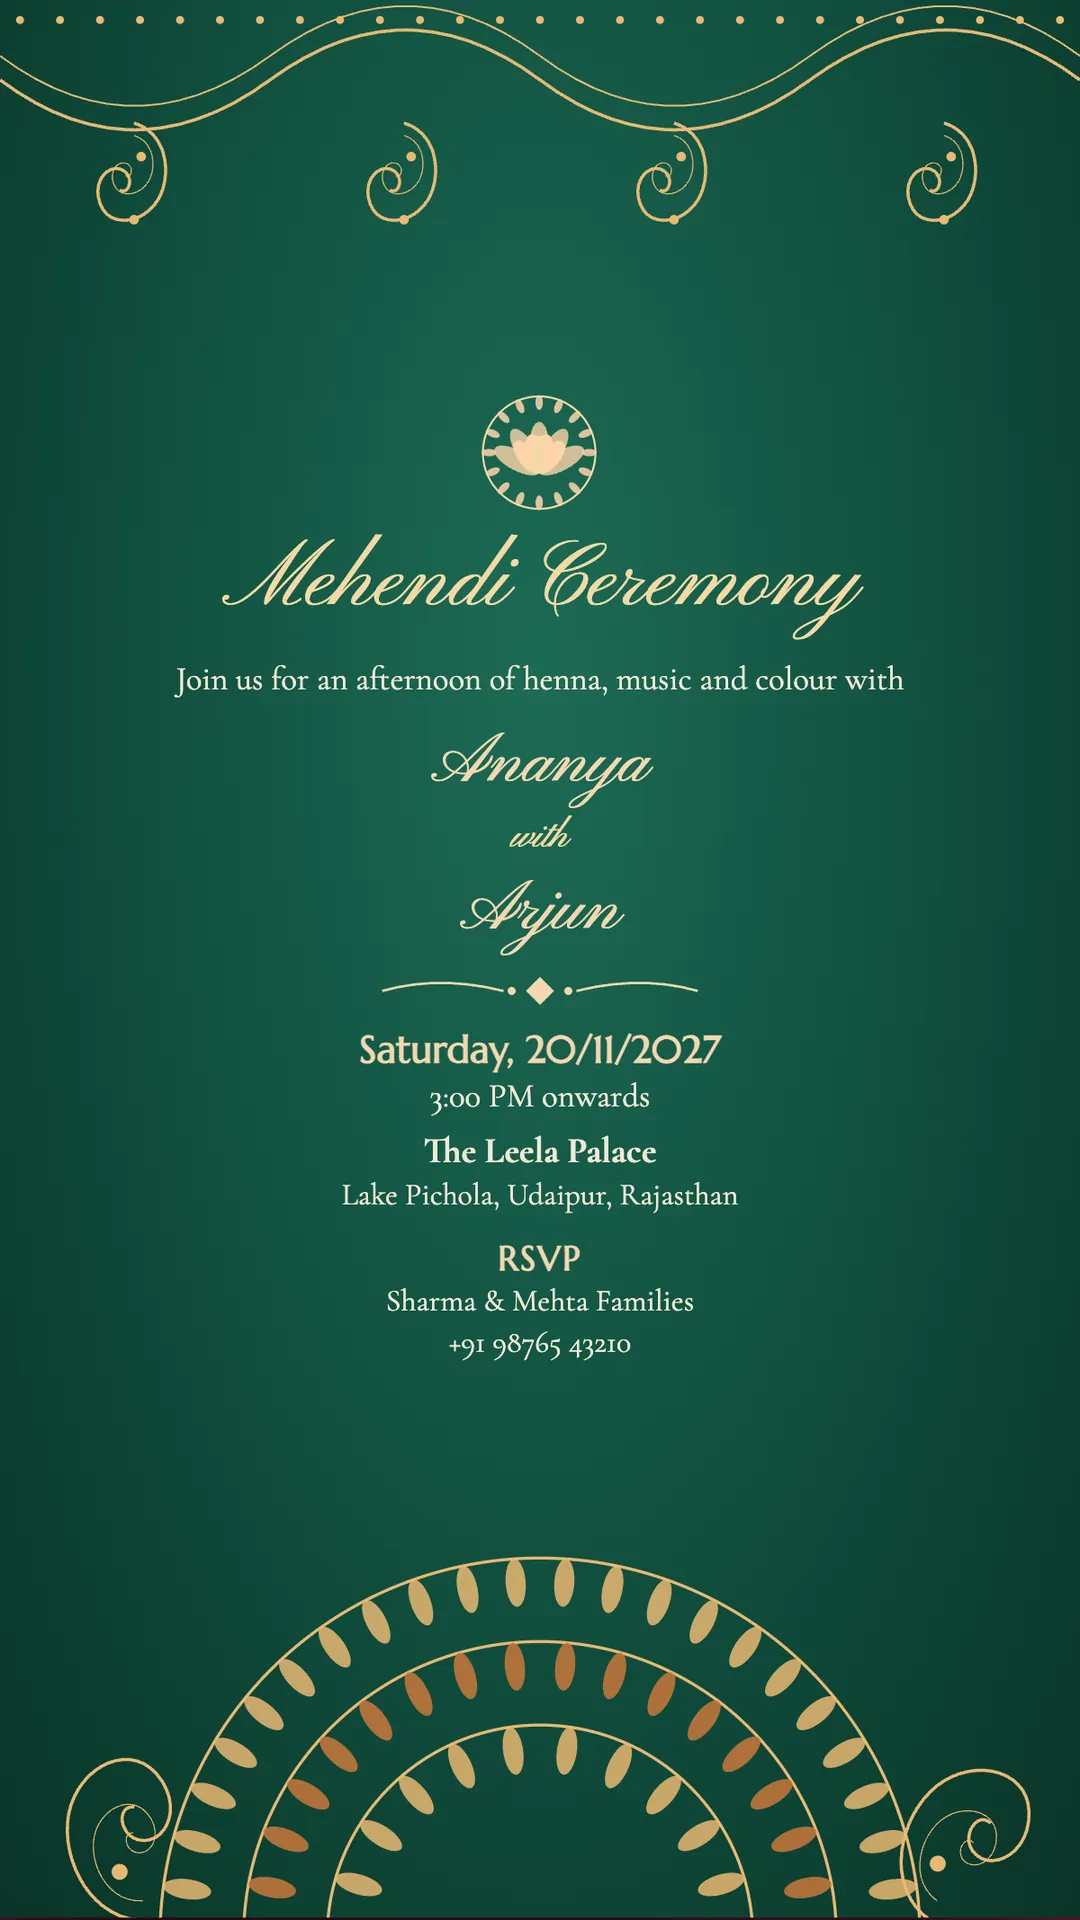 Mehendi Ceremony
Join us for an afternoon of henna, music and colour with
Ananya
with
Arjun
Saturday, 20/11/2027
3:00 PM onwards
The Leela Palace
Lake Pichola, Udaipur, Rajasthan
RSVP
Sharma & Mehta Families
+91 98765 43210